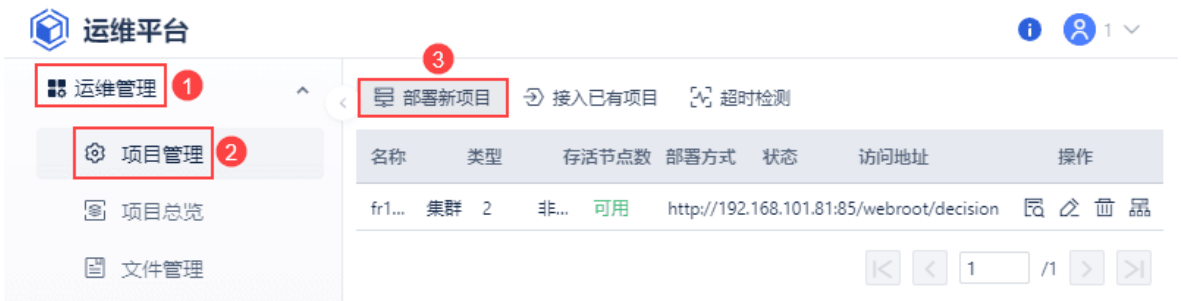 运维平台
1
运维管理 1
3
部署新项目 接入已有项目 超时检测
项目管理 2
名称 类型 存活节点数 部署方式 状态 访问地址 操作
fr1... 集群 2 非... 可用 http://192.168.101.81:85/webroot/decision
项目总览
文件管理
1 /1